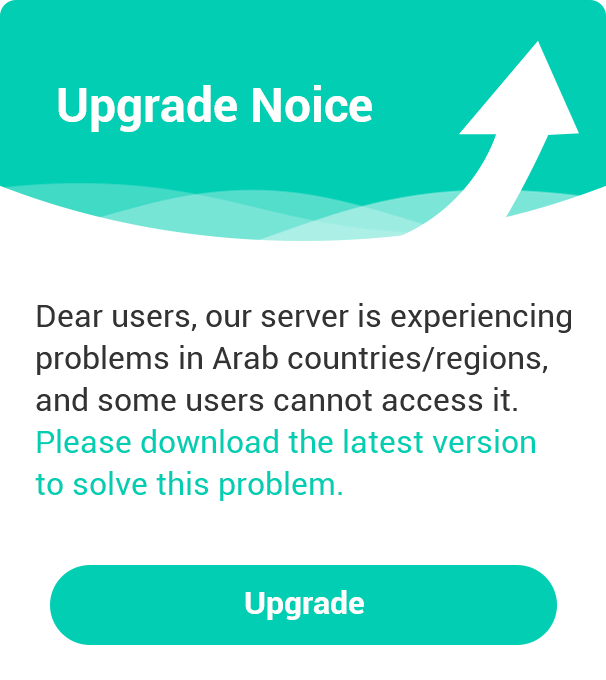 Upgrade Noice
Dear users, our server is experiencing
problems in Arab countries/regions,
and some users cannot access it.
Please download the latest version
to solve this problem.
Upgrade